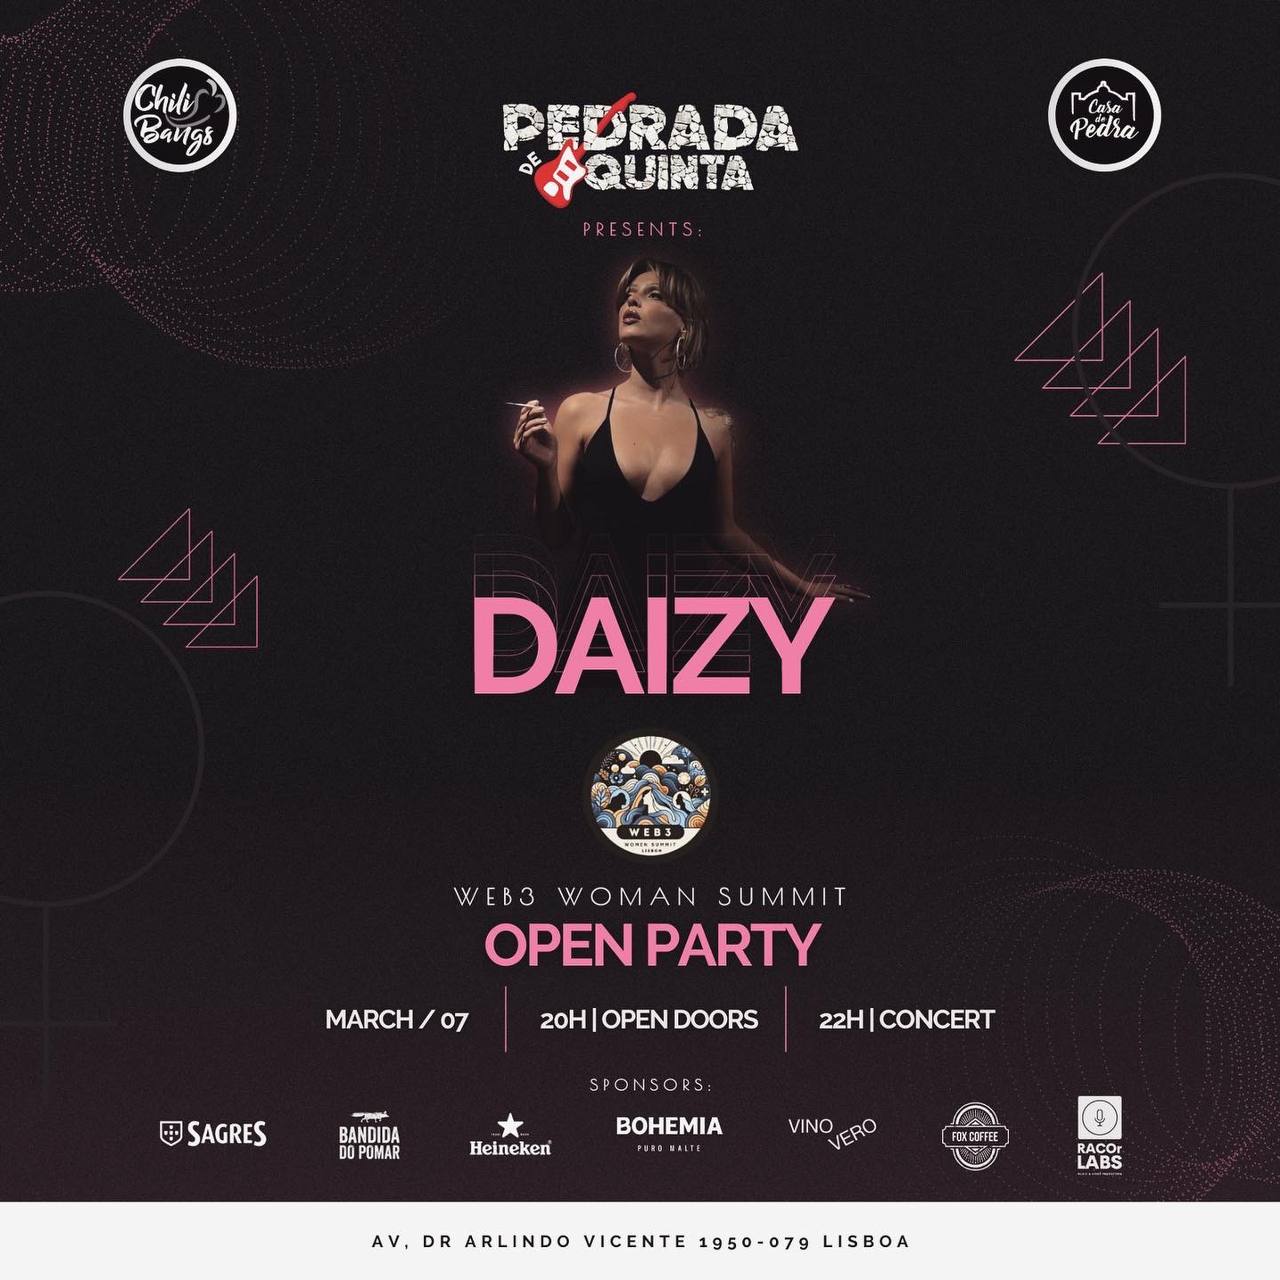 Chili
Bangs
PEDRADA
DE QUINTA
Casa
de
Pedra
PRESENTS:
DAIZY
WEB3
WOMEN SUMMIT
LISBON
WEB3 WOMAN SUMMIT
OPEN PARTY
MARCH / 07
20H | OPEN DOORS
22H | CONCERT
SPONSORS:
SAGRES
BANDIDA
DO POMAR
Heineken
BOHEMIA
PURO MALTE
VINO
VERO
FOX COFFEE
RACOr
LABS
AV, DR ARLINDO VICENTE 1950-079 LISBOA